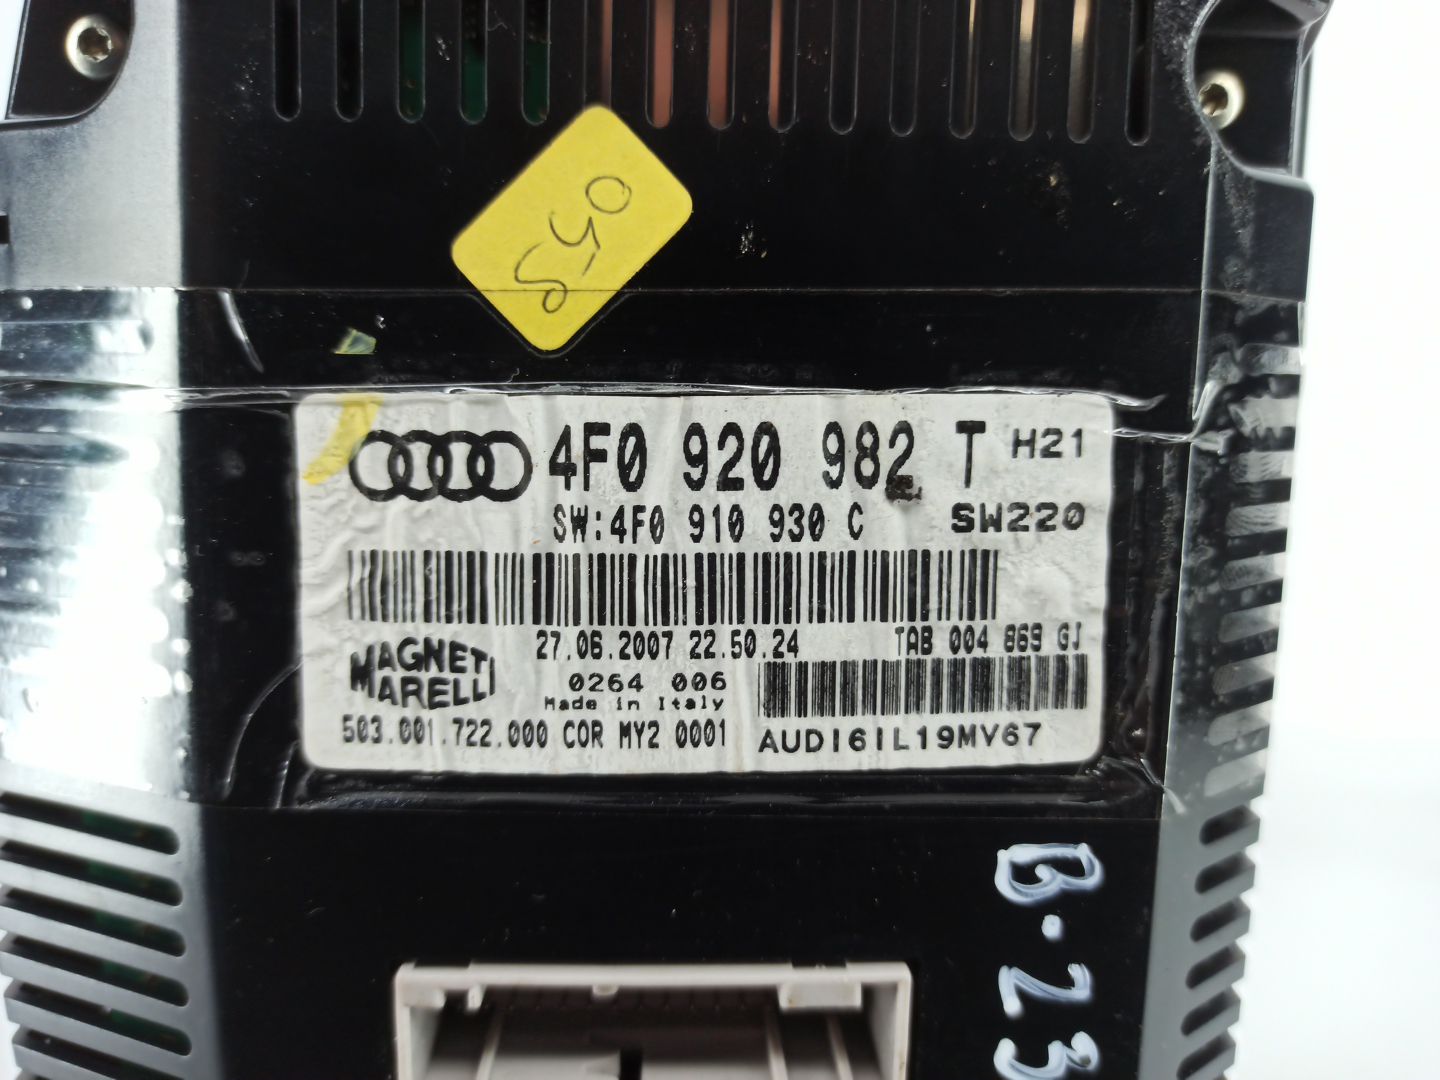 058
4F0 920 982 T H21
SW:4F0 910 930 C SW220
27.06.2007 22.50.24 TAB 004 869 GJ
MAGNETI
MARELLI
0264 006
Made in Italy
503.001.722.000 COR MY2 0001
AUDI6IL19MV67
B-23